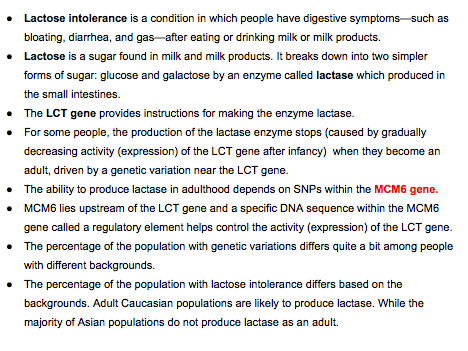 ● Lactose intolerance is a condition in which people have digestive symptoms—such as
bloating, diarrhea, and gas—after eating or drinking milk or milk products.
● Lactose is a sugar found in milk and milk products. It breaks down into two simpler
forms of sugar: glucose and galactose by an enzyme called lactase which produced in
the small intestines.
● The LCT gene provides instructions for making the enzyme lactase.
● For some people, the production of the lactase enzyme stops (caused by gradually
decreasing activity (expression) of the LCT gene after infancy) when they become an
adult, driven by a genetic variation near the LCT gene.
● The ability to produce lactase in adulthood depends on SNPs within the MCM6 gene.
● MCM6 lies upstream of the LCT gene and a specific DNA sequence within the MCM6
gene called a regulatory element helps control the activity (expression) of the LCT gene.
● The percentage of the population with genetic variations differs quite a bit among people
with different backgrounds.
● The percentage of the population with lactose intolerance differs based on the
backgrounds. Adult Caucasian populations are likely to produce lactase. While the
majority of Asian populations do not produce lactase as an adult.